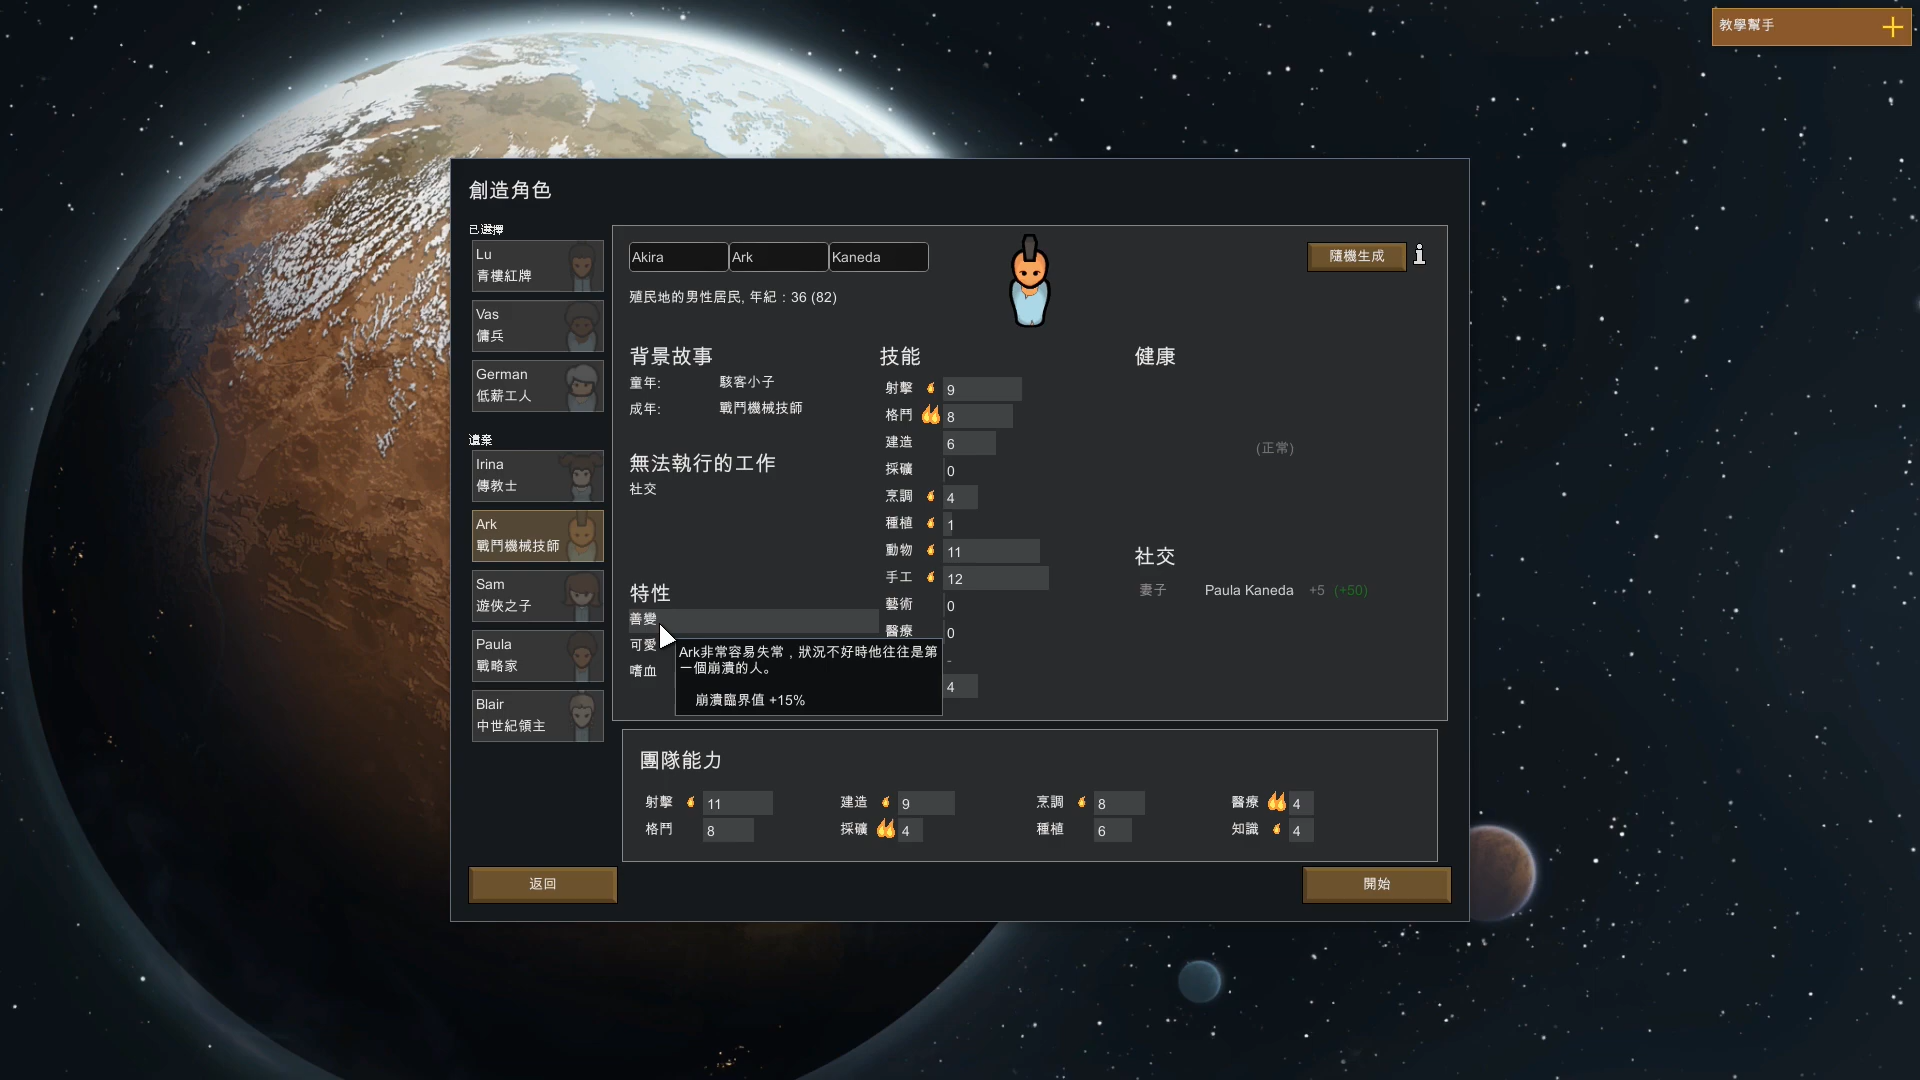 教學幫手
創造角色
已選擇
Lu
青樓紅牌
Vas
傭兵
German
低薪工人
遺棄
Irina
傳教士
Ark
戰鬥機械技師
Sam
遊俠之子
Paula
戰略家
Blair
中世紀領主
Akira Ark Kaneda
隨機生成
殖民地的男性居民, 年紀：36 (82)
背景故事
童年: 駭客小子
成年: 戰鬥機械技師
無法執行的工作
社交
特性
善變
可愛
嗜血
Ark非常容易失常，狀況不好時他往往是第
一個崩潰的人。
崩潰臨界值 +15%
技能
射擊 9
格鬥 8
建造 6
採礦 0
烹調 4
種植 1
動物 11
手工 12
藝術 0
醫療 0
-
4
健康
(正常)
社交
妻子 Paula Kaneda +5 (+50)
團隊能力
射擊 11 建造 9 烹調 8 醫療 4
格鬥 8 採礦 4 種植 6 知識 4
返回
開始